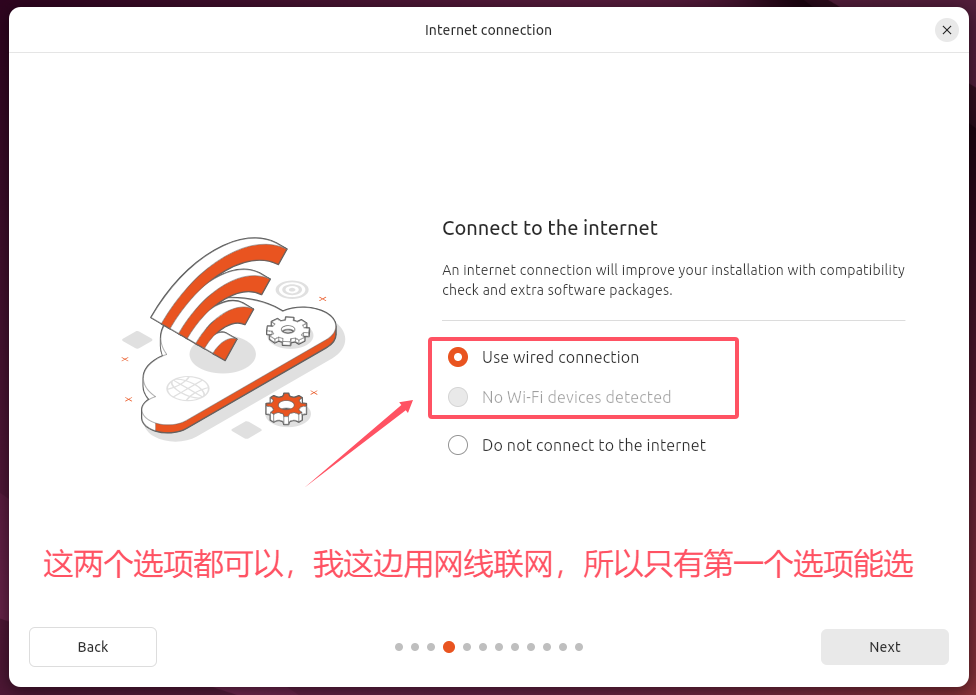 Internet connection
Connect to the internet
An internet connection will improve your installation with compatibility
check and extra software packages.
Use wired connection
No Wi-Fi devices detected
Do not connect to the internet
这两个选项都可以，我这边用网线联网，所以只有第一个选项能选
Back
Next